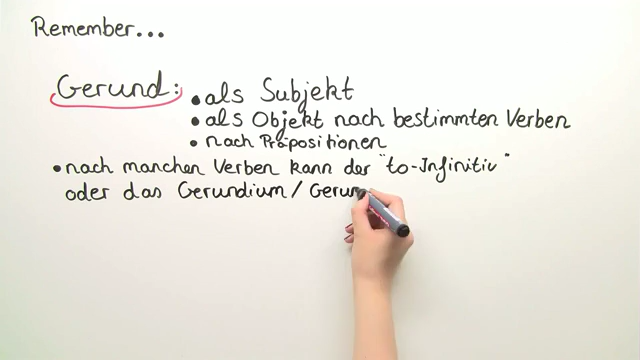 Remember...
Gerund: • als Subjekt
• als Objekt nach bestimmten Verben
• nach Präpositionen
• nach manchen Verben kann der "to-Infinitiv"
oder das Gerundium / Gerun